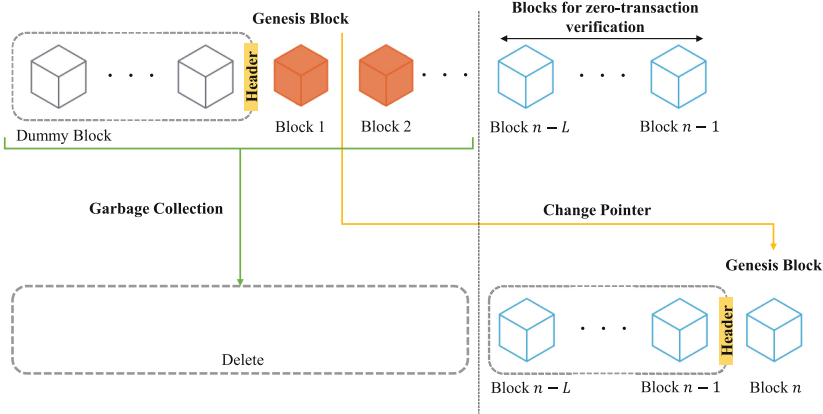 Genesis Block
Blocks for zero-transaction
verification
Header
Dummy Block
Block 1
Block 2
Block n − L
Block n − 1
Garbage Collection
Change Pointer
Genesis Block
Header
Delete
Block n − L
Block n − 1
Block n